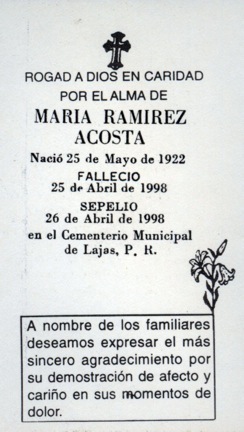 ROGAD A DIOS EN CARIDAD
POR EL ALMA DE
MARIA RAMIREZ
ACOSTA
Nació 25 de Mayo de 1922
FALLECIO
25 de Abril de 1998
SEPELIO
26 de Abril de 1998
en el Cementerio Municipal
de Lajas, P. R.
A nombre de los familiares
deseamos expresar el más
sincero agradecimiento por
su demostración de afecto y
cariño en sus momentos de
dolor.